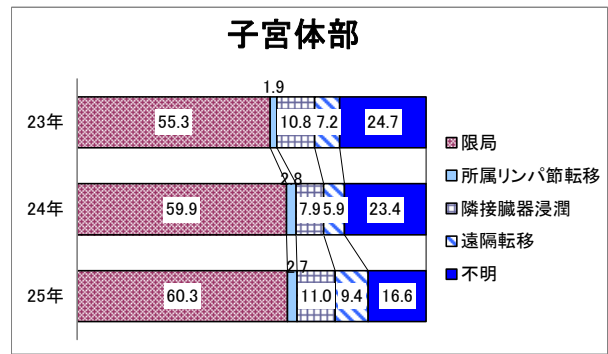 子宮体部
1.9
23年
55.3
10.8
7.2
24.7
2.8
24年
59.9
7.9
5.9
23.4
2.7
25年
60.3
11.0
9.4
16.6
限局
所属リンパ節転移
隣接臓器浸潤
遠隔転移
不明